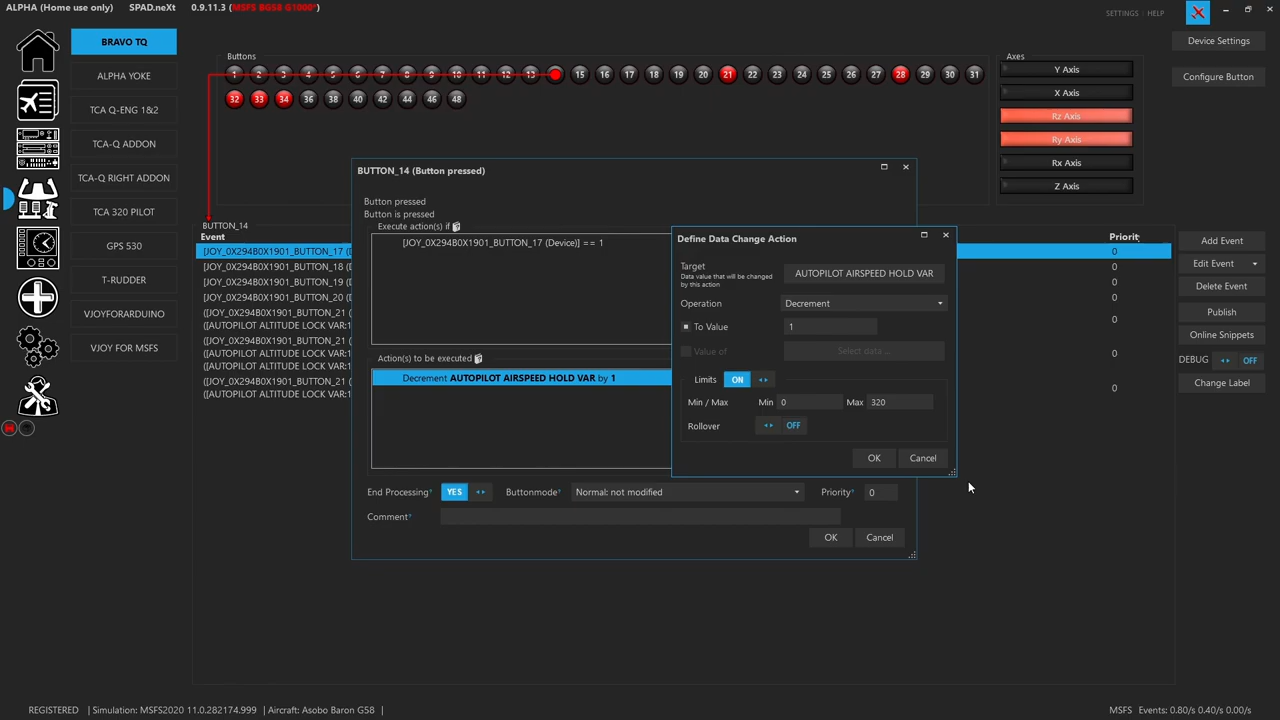 ALPHA (Home use only) SPAD.neXt 0.9.11.3 (MSFS BG58 G1000*)
SETTINGS | HELP
BRAVO TQ
ALPHA YOKE
TCA Q-ENG 1&2
TCA-Q ADDON
TCA-Q RIGHT ADDON
TCA 320 PILOT
GPS 530
T-RUDDER
VJOYFORARDUINO
VJOY FOR MSFS
Buttons
1 2 3 4 5 6 7 8 9 10 11 12 13 15 16 17 18 19 20 21 22 23 24 25 26 27 28 29 30 31
32 33 34 36 38 40 42 44 46 48
Axes
Y Axis
X Axis
Rz Axis
Ry Axis
Rx Axis
Z Axis
Device Settings
Configure Button
BUTTON_14
Event
Priority
[JOY_0X294B0X1901_BUTTON_17 (D
0
[JOY_0X294B0X1901_BUTTON_18 (D
0
[JOY_0X294B0X1901_BUTTON_19 (D
0
[JOY_0X294B0X1901_BUTTON_20 (D
0
([JOY_0X294B0X1901_BUTTON_21 (
([AUTOPILOT ALTITUDE LOCK VAR:1
0
([JOY_0X294B0X1901_BUTTON_21 (
([AUTOPILOT ALTITUDE LOCK VAR:1
([AUTOPILOT ALTITUDE LOCK VAR:1
0
([JOY_0X294B0X1901_BUTTON_21 (
([AUTOPILOT ALTITUDE LOCK VAR:1
0
Add Event
Edit Event
Delete Event
Publish
Online Snippets
DEBUG OFF
Change Label
BUTTON_14 (Button pressed)
Button pressed
Button is pressed
Execute action(s) if
[JOY_0X294B0X1901_BUTTON_17 (Device)] == 1
Action(s) to be executed
Decrement AUTOPILOT AIRSPEED HOLD VAR by 1
End Processing? YES Buttonmode? Normal: not modified Priority? 0
Comment?
OK Cancel
Define Data Change Action
Target
Data value that will be changed
by this action
AUTOPILOT AIRSPEED HOLD VAR
Operation Decrement
To Value 1
Value of Select data ...
Limits ON
Min / Max Min 0 Max 320
Rollover OFF
OK Cancel
REGISTERED | Simulation: MSFS2020 11.0.282174.999 | Aircraft: Asobo Baron G58 |
MSFS Events: 0.80/s 0.40/s 0.00/s